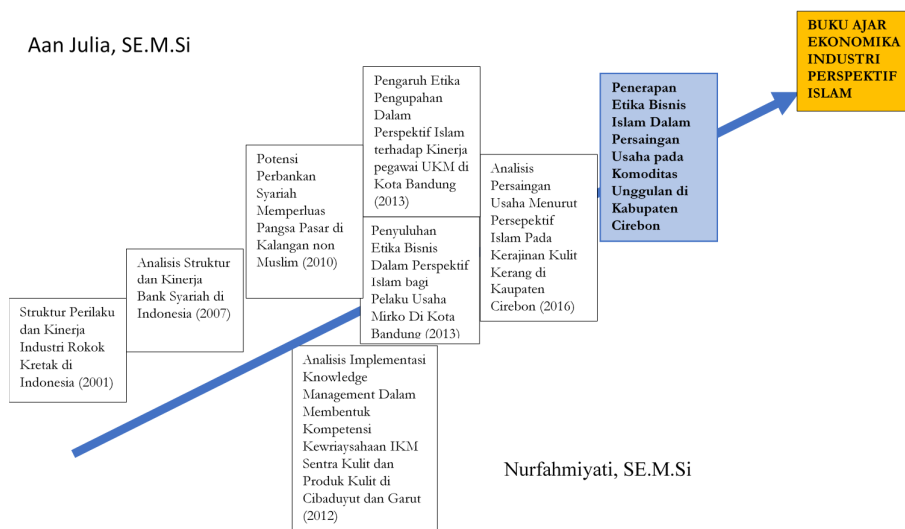 Aan Julia, SE.M.Si
Struktur Perilaku
dan Kinerja
Industri Rokok
Kretak di
Indonesia (2001)
Analisis Struktur
dan Kinerja
Bank Syariah di
Indonesia (2007)
Potensi
Perbankan
Syariah
Memperluas
Pangsa Pasar di
Kalangan non
Muslim (2010)
Pengaruh Etika
Pengupahan
Dalam
Perspektif Islam
terhadap Kinerja
pegawai UKM di
Kota Bandung
(2013)
Penyuluhan
Etika Bisnis
Dalam Perspektif
Islam bagi
Pelaku Usaha
Mirko Di Kota
Bandung (2013)
Analisis Implementasi
Knowledge
Management Dalam
Membentuk
Kompetensi
Kewriaysahaan IKM
Sentra Kulit dan
Produk Kulit di
Cibaduyut dan Garut
(2012)
Analisis
Persaingan
Usaha Menurut
Persepektif
Islam Pada
Kerajinan Kulit
Kerang di
Kaupaten
Cirebon (2016)
Penerapan
Etika Bisnis
Islam Dalam
Persaingan
Usaha pada
Komoditas
Unggulan di
Kabupaten
Cirebon
BUKU AJAR
EKONOMIKA
INDUSTRI
PERSPEKTIF
ISLAM
Nurfahmiyati, SE.M.Si